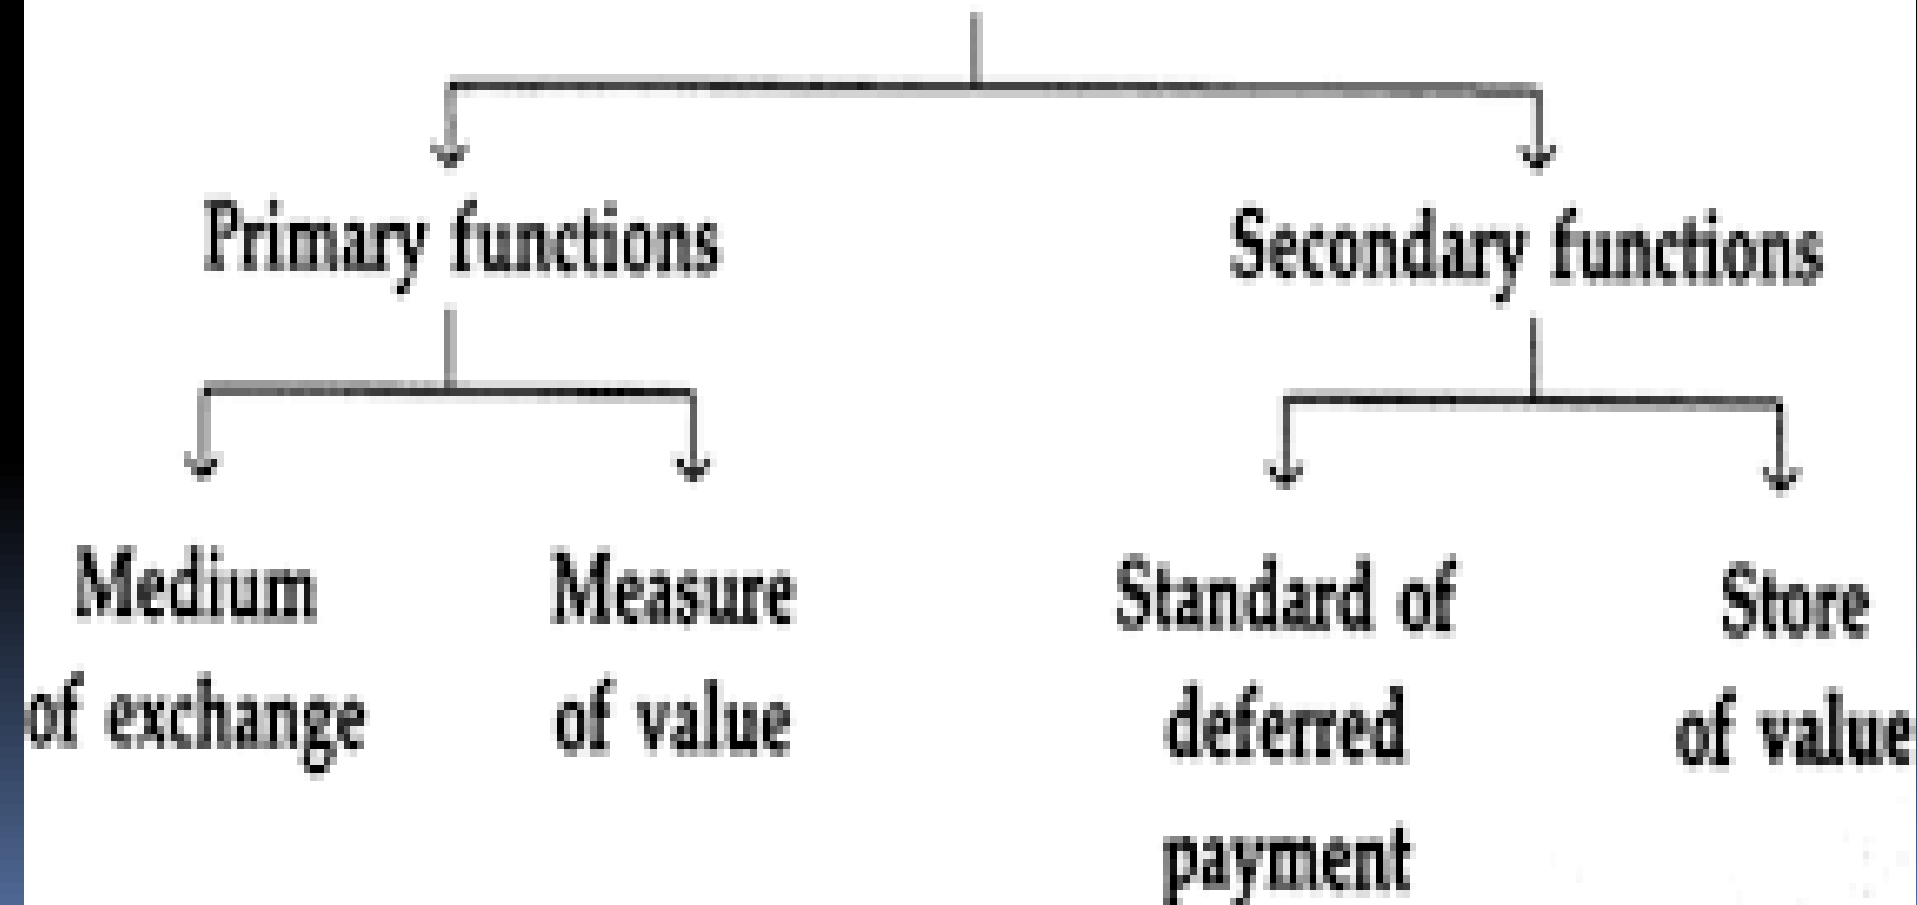 Primary functions
Secondary functions
Medium
of exchange
Measure
of value
Standard of
deferred
payment
Store
of value